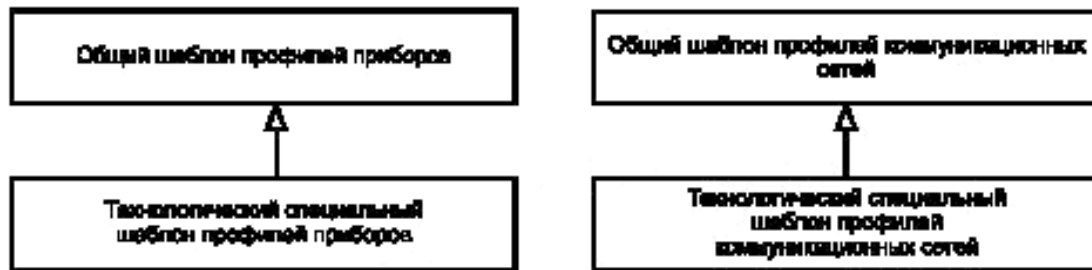 Общий шаблон профилей приборов
Общий шаблон профилей коммуникационных
сетей
Технологический специальный
шаблон профилей приборов
Технологический специальный
шаблон профилей
коммуникационных сетей